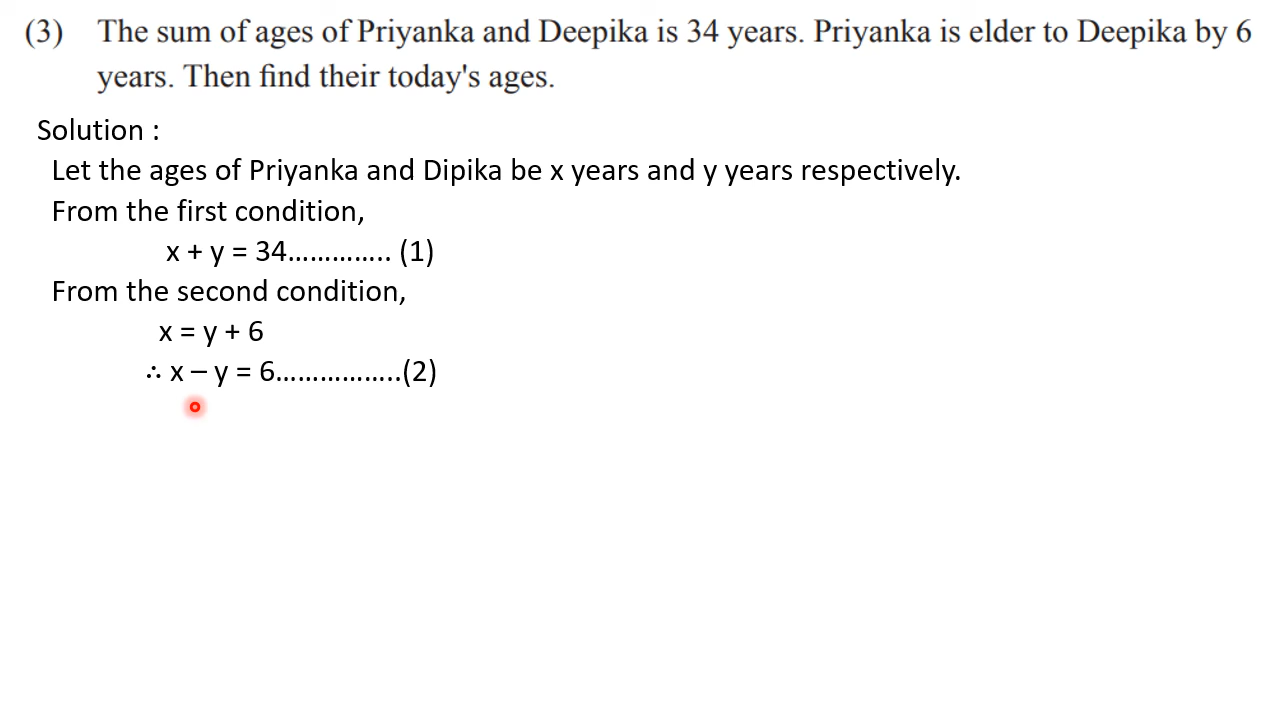 (3) The sum of ages of Priyanka and Deepika is 34 years. Priyanka is elder to Deepika by 6
years. Then find their today's ages.
Solution :
Let the ages of Priyanka and Dipika be x years and y years respectively.
From the first condition,
x + y = 34………….. (1)
From the second condition,
x = y + 6
∴ x – y = 6……………..(2)